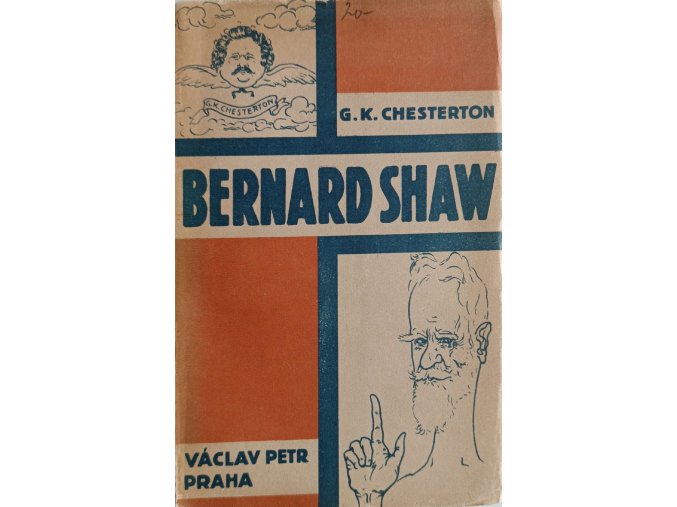 20-
G.K. CHESTERTON
G. K. CHESTERTON
BERNARD SHAW
VÁCLAV PETR
PRAHA